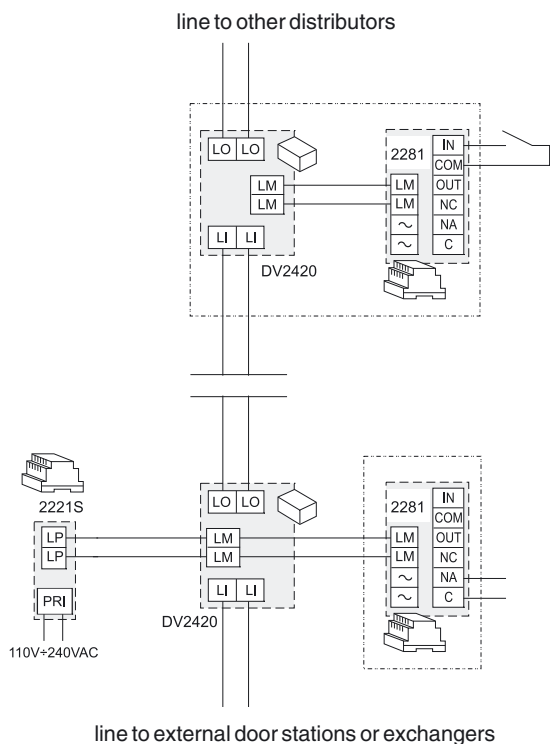 line to other distributors
LO LO
2281
IN
COM
LM
LM
OUT
LM
LM
NC
~
NA
~
C
LI LI
DV2420
2221S
LO LO
2281
IN
COM
LP
LM
LM
OUT
LP
LM
LM
NC
~
NA
~
C
PRI
LI LI
DV2420
110V÷240VAC
line to external door stations or exchangers